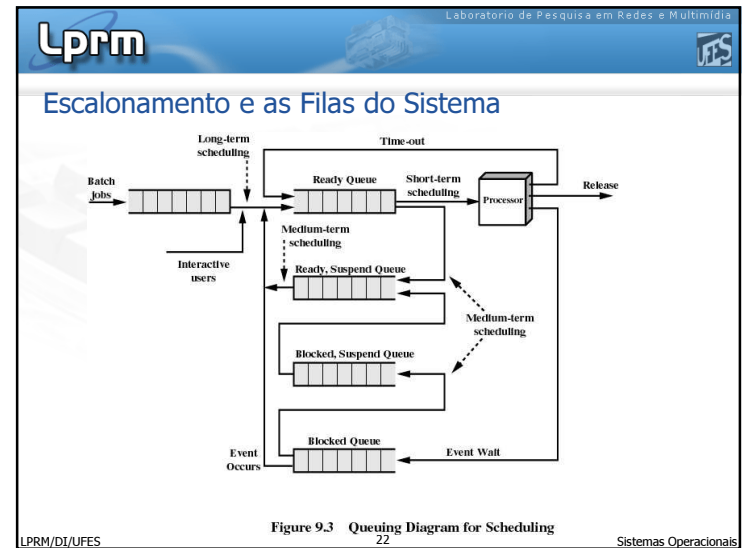 Laboratorio de Pesquisa em Redes e Multimídia
Lprm
UFES
Escalonamento e as Filas do Sistema
Long-term
scheduling
Time-out
Batch
jobs
Ready Queue
Short-term
scheduling
Processor
Release
Medium-term
scheduling
Interactive
users
Ready, Suspend Queue
Medium-term
scheduling
Blocked, Suspend Queue
Blocked Queue
Event
Occurs
Event Wait
Figure 9.3 Queuing Diagram for Scheduling
LPRM/DI/UFES
22
Sistemas Operacionais